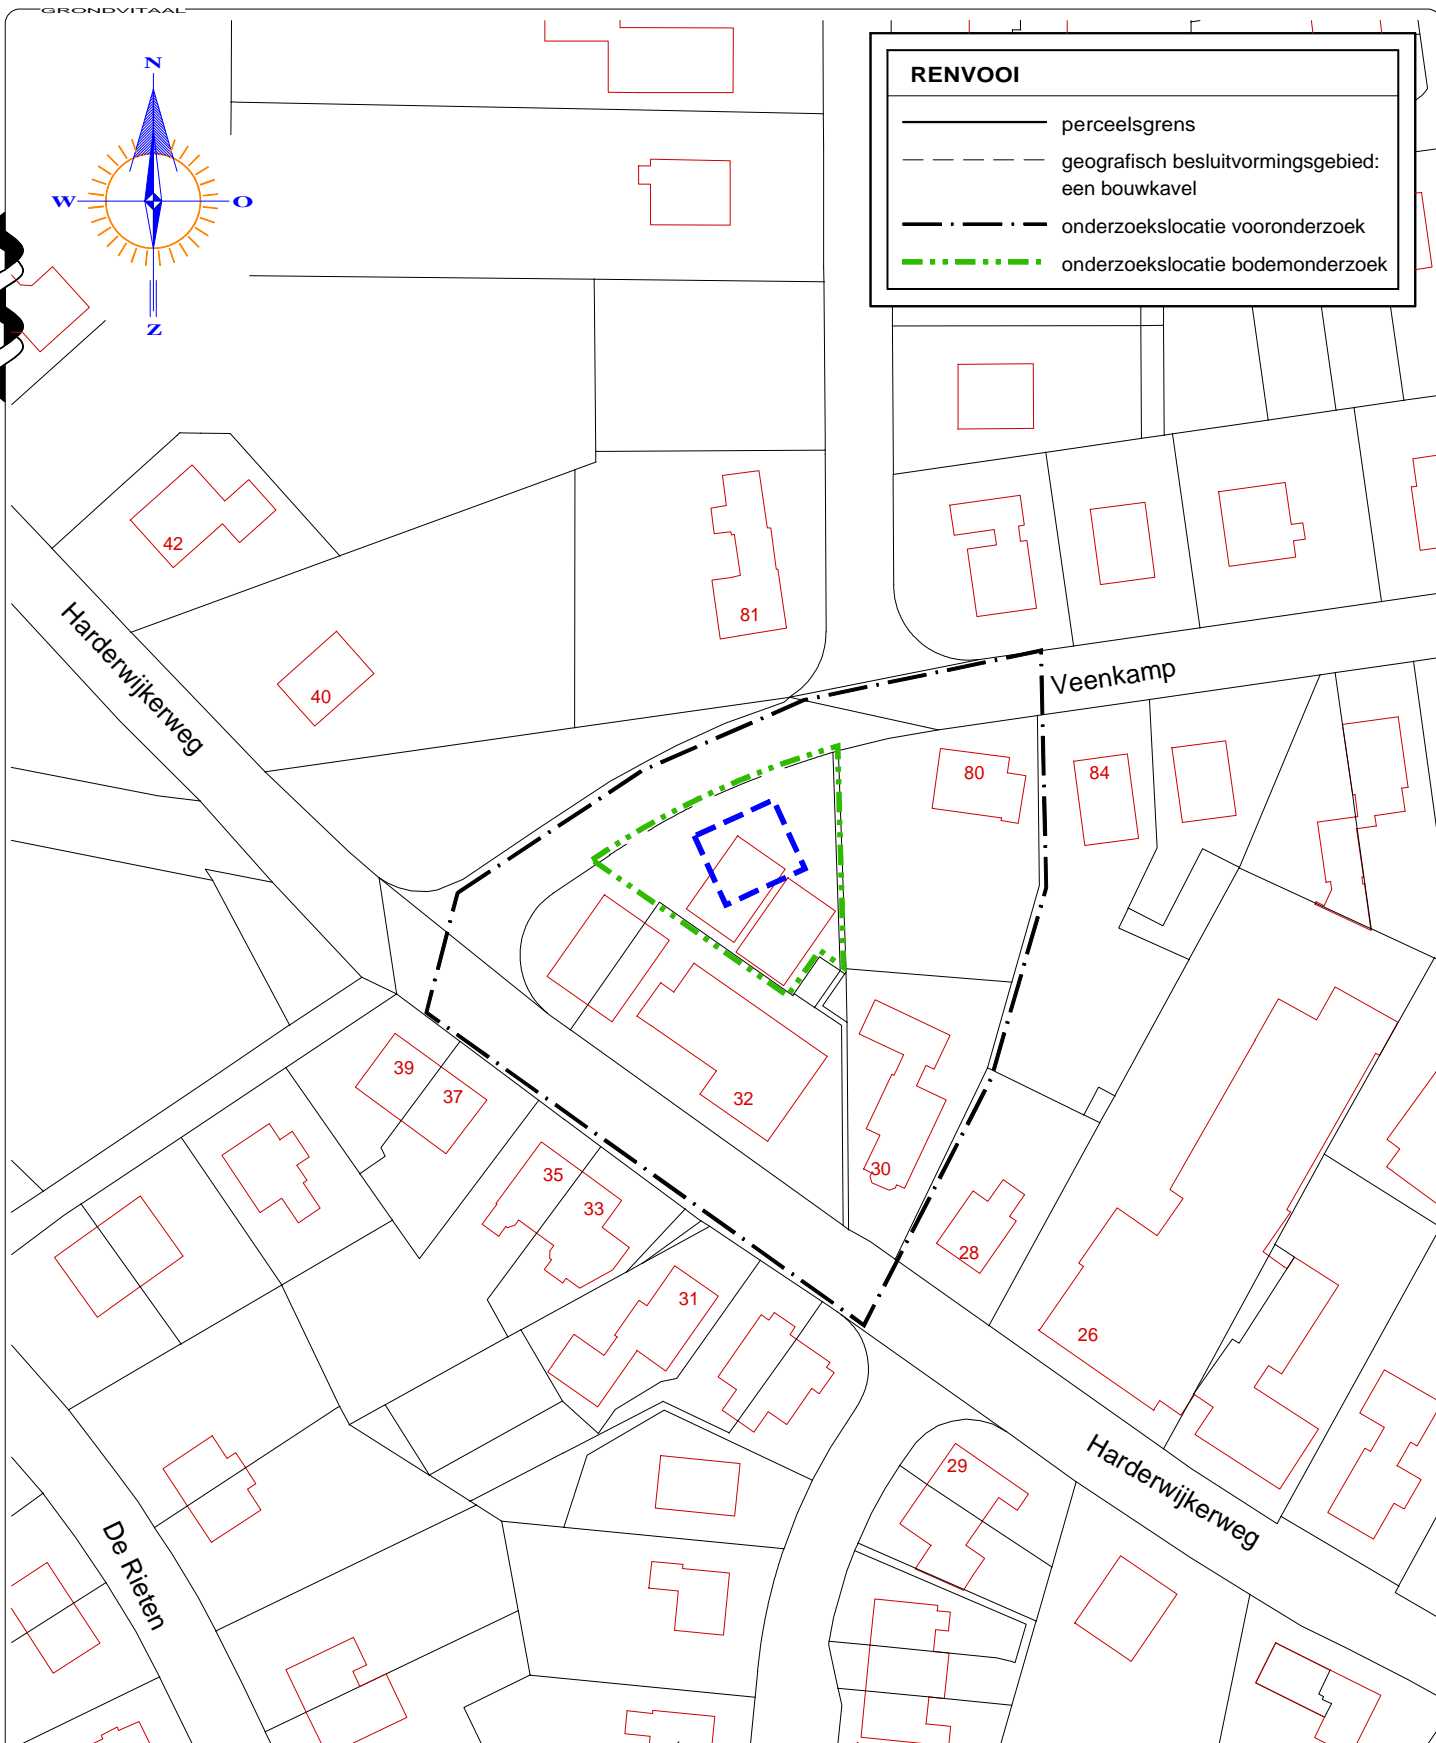 GRONDVITAAL
N
W
O
Z
RENVOOI
perceelsgrens
geografisch besluitvormingsgebied:
een bouwkavel
onderzoekslocatie vooronderzoek
onderzoekslocatie bodemonderzoek
42
81
Harderwijkerweg
40
Veenkamp
80
84
39
37
32
35
33
30
28
31
26
29
Harderwijkerweg
De Rieten